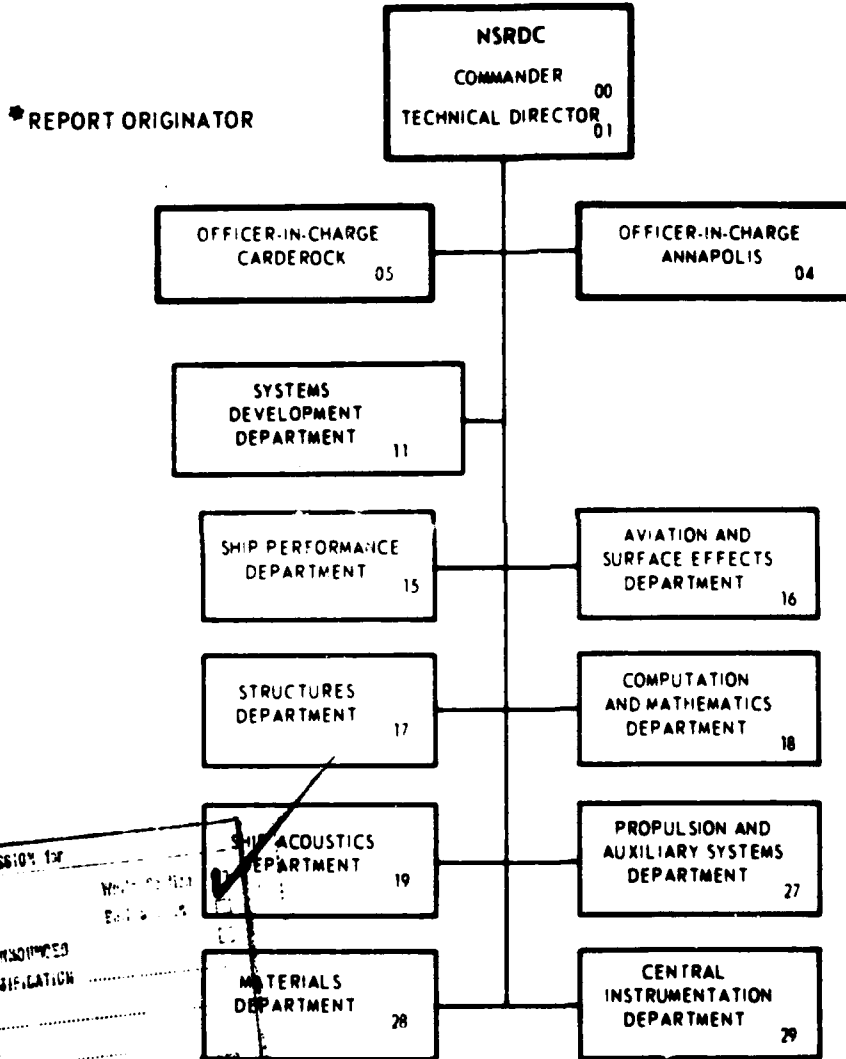 NSRDC
COMMANDER
00
TECHNICAL DIRECTOR
01
*REPORT ORIGINATOR
OFFICER-IN-CHARGE
CARDEROCK
05
OFFICER-IN-CHARGE
ANNAPOLIS
04
SYSTEMS
DEVELOPMENT
DEPARTMENT
11
SHIP PERFORMANCE
DEPARTMENT
15
AVIATION AND
SURFACE EFFECTS
DEPARTMENT
16
STRUCTURES
DEPARTMENT
17
COMPUTATION
AND MATHEMATICS
DEPARTMENT
18
SHIP ACOUSTICS
DEPARTMENT
19
PROPULSION AND
AUXILIARY SYSTEMS
DEPARTMENT
27
MATERIALS
DEPARTMENT
28
CENTRAL
INSTRUMENTATION
DEPARTMENT
29
for